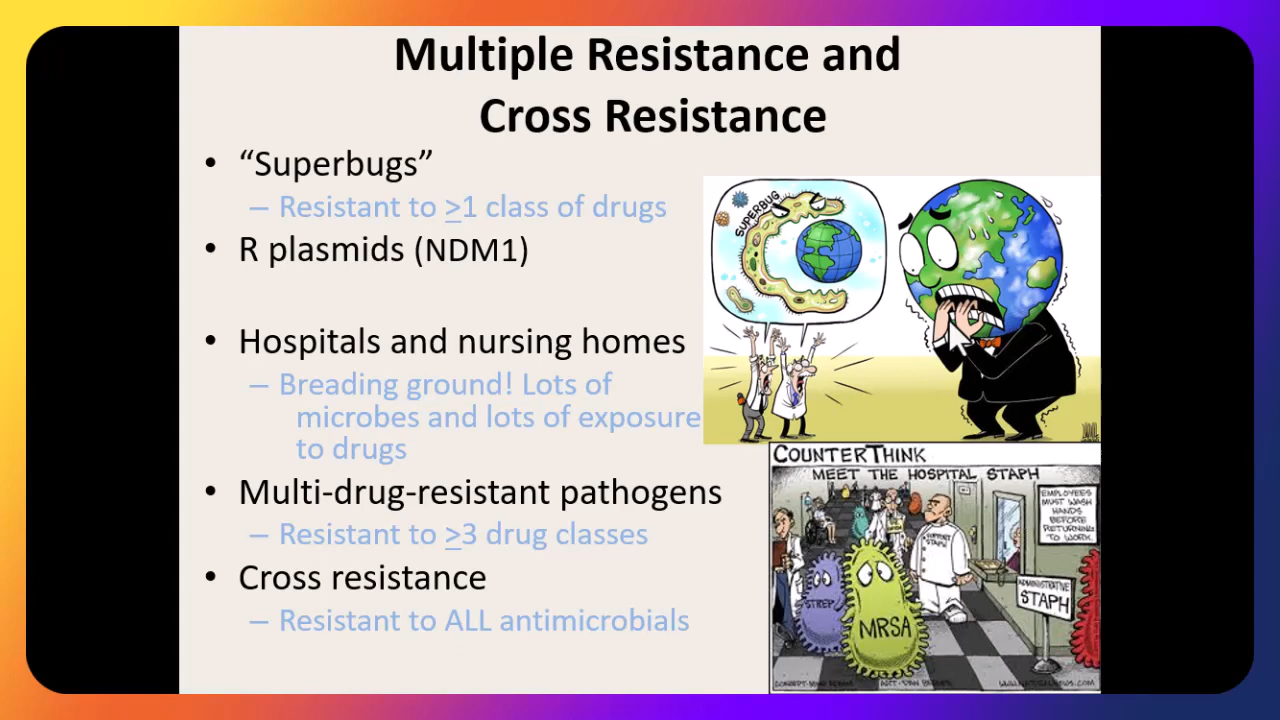 Multiple Resistance and
Cross Resistance
• “Superbugs”
– Resistant to ≥1 class of drugs
• R plasmids (NDM1)
• Hospitals and nursing homes
– Breading ground! Lots of
microbes and lots of exposure
to drugs
• Multi-drug-resistant pathogens
– Resistant to ≥3 drug classes
• Cross resistance
– Resistant to ALL antimicrobials
SUPERBUG
COUNTERTHINK
MEET THE HOSPITAL STAPH
EMPLOYEES
MUST WASH
HANDS
BEFORE
RETURNING
TO WORK.
SUPPORT
STAPH
ADMINISTRATIVE
STAPH
STREP
MRSA